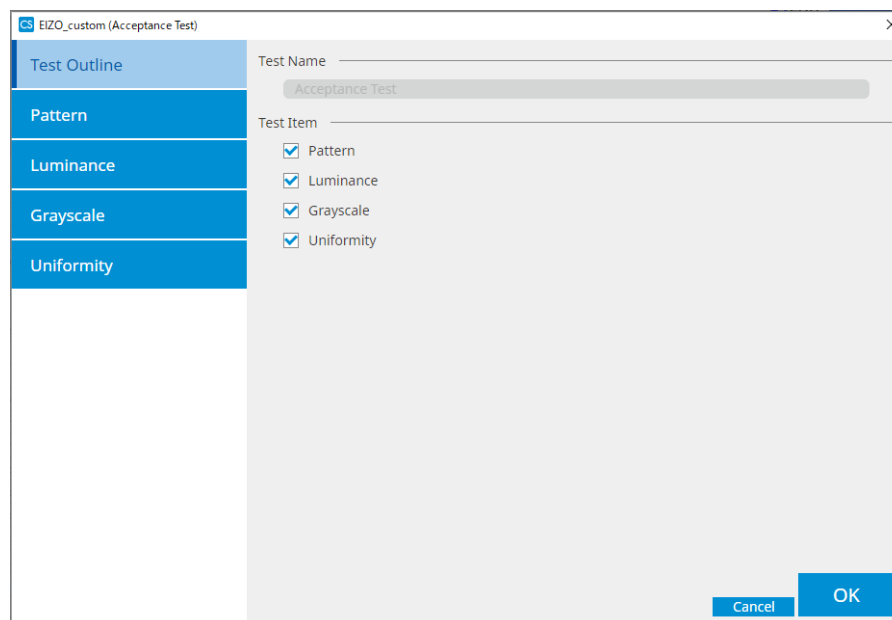 CS EIZO_custom (Acceptance Test)
Test Outline
Pattern
Luminance
Grayscale
Uniformity
Test Name
Acceptance Test
Test Item
Pattern
Luminance
Grayscale
Uniformity
Cancel
OK